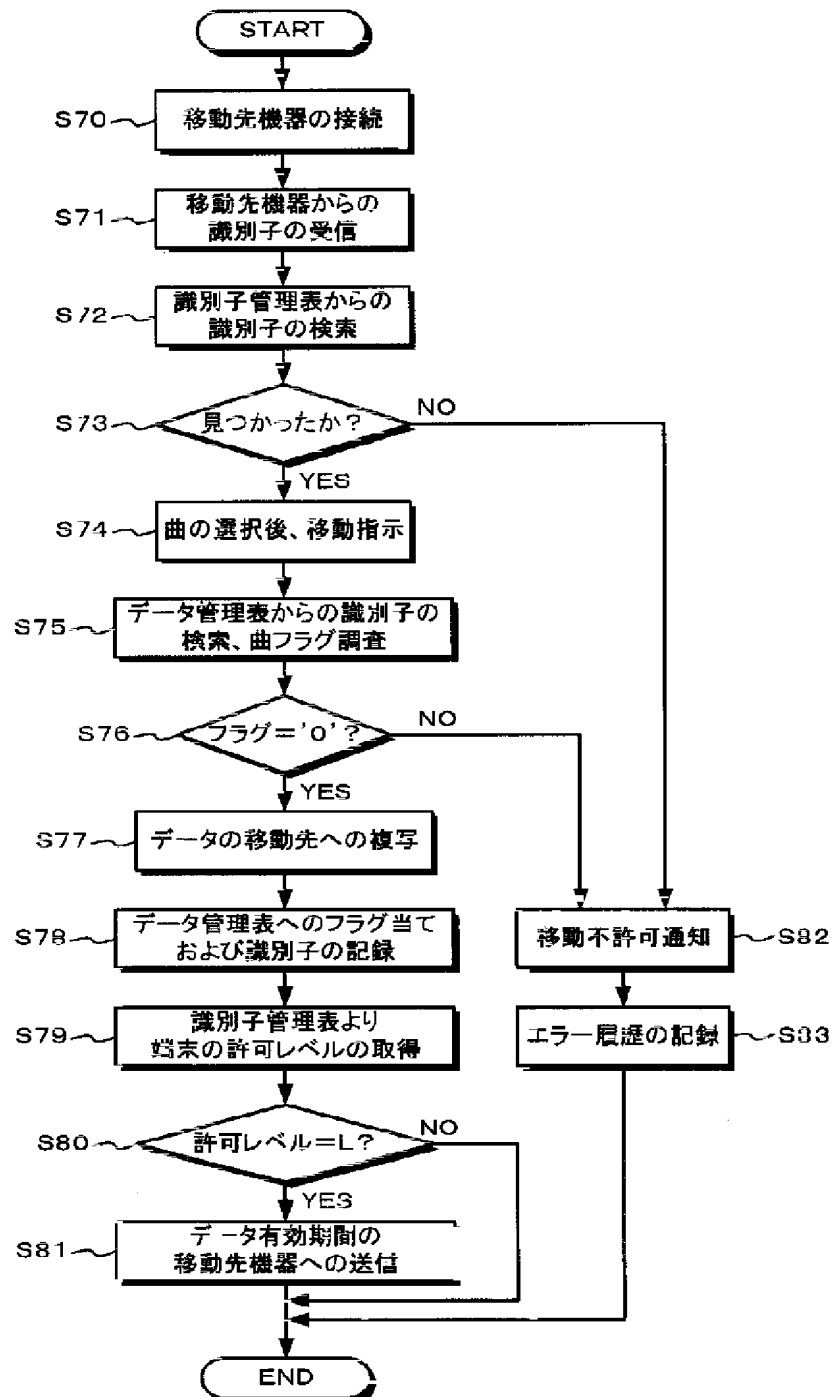 START
S70
移動先機器の接続
S71
移動先機器からの
識別子の受信
S72
識別子管理表からの
識別子の検索
S73
見つかったか?
NO
YES
S74
曲の選択後、移動指示
S75
データ管理表からの識別子の
検索、曲フラグ調査
S76
フラグ='0'?
NO
YES
S77
データの移動先への複写
S78
データ管理表へのフラグ当て
および識別子の記録
移動不許可通知
S82
S79
識別子管理表より
端末の許可レベルの取得
エラー履歴の記録
S83
S80
許可レベル=L?
NO
YES
S81
データ有効期間の
移動先機器への送信
END